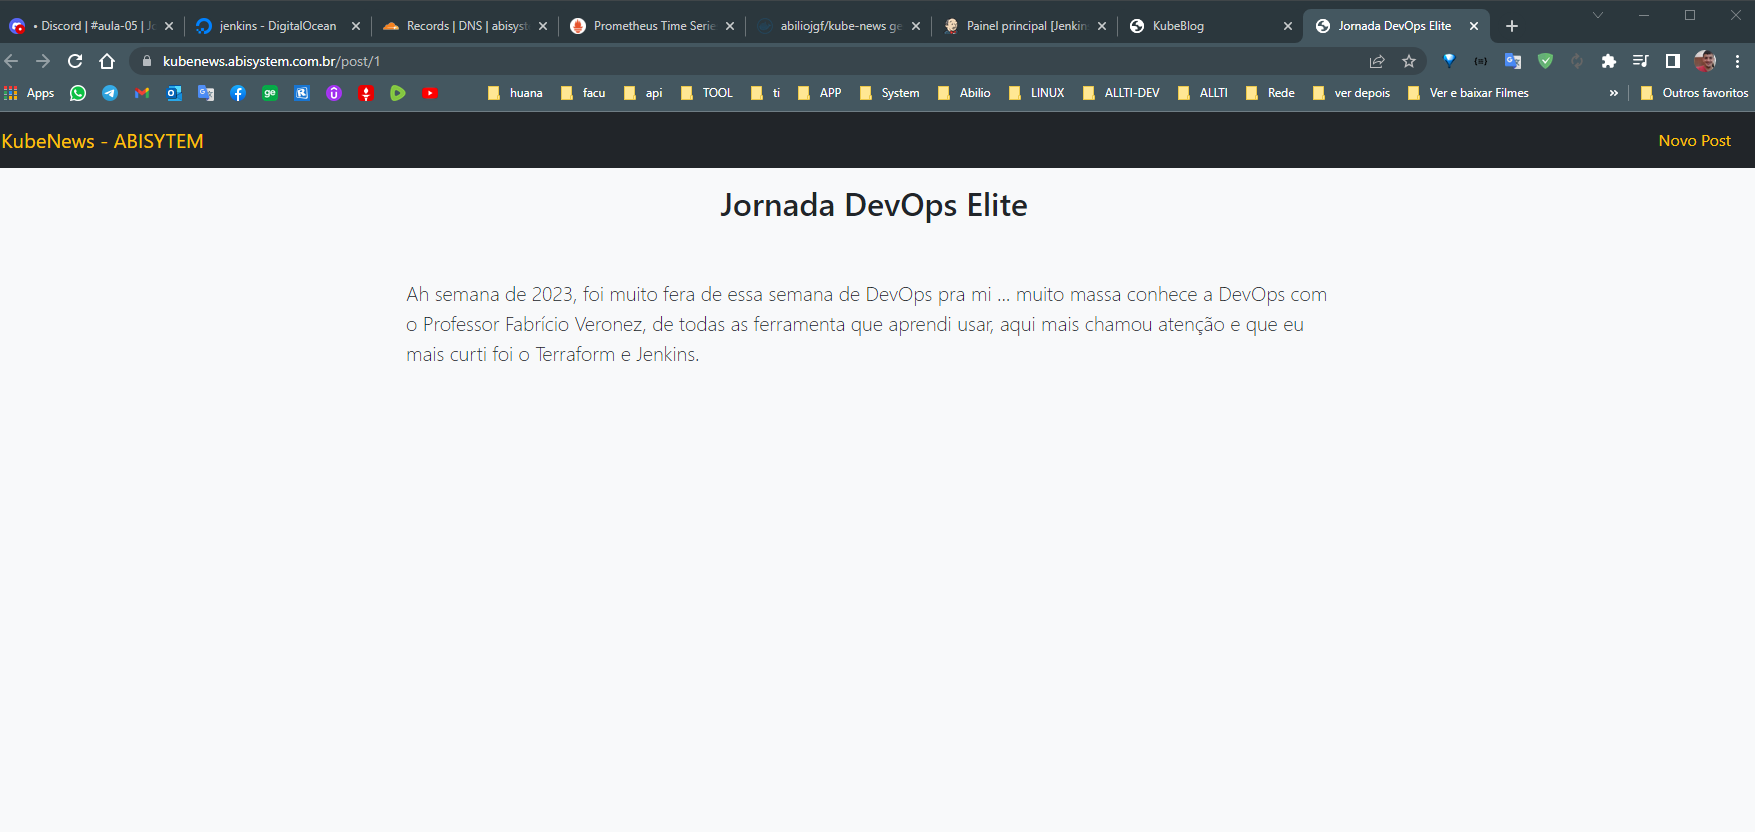 • Discord | #aula-05 | Jo
jenkins - DigitalOcean
Records | DNS | abisyst
Prometheus Time Serie
abiliojgf/kube-news ge
Painel principal [Jenkin
KubeBlog
Jornada DevOps Elite
kubenews.abisystem.com.br/post/1
Apps
huana
facu
api
TOOL
ti
APP
System
Abilio
LINUX
ALLTI-DEV
ALLTI
Rede
ver depois
Ver e baixar Filmes
»
Outros favoritos
KubeNews - ABISYTEM
Novo Post
Jornada DevOps Elite
Ah semana de 2023, foi muito fera de essa semana de DevOps pra mi ... muito massa conhece a DevOps com
o Professor Fabrício Veronez, de todas as ferramenta que aprendi usar, aqui mais chamou atenção e que eu
mais curti foi o Terraform e Jenkins.